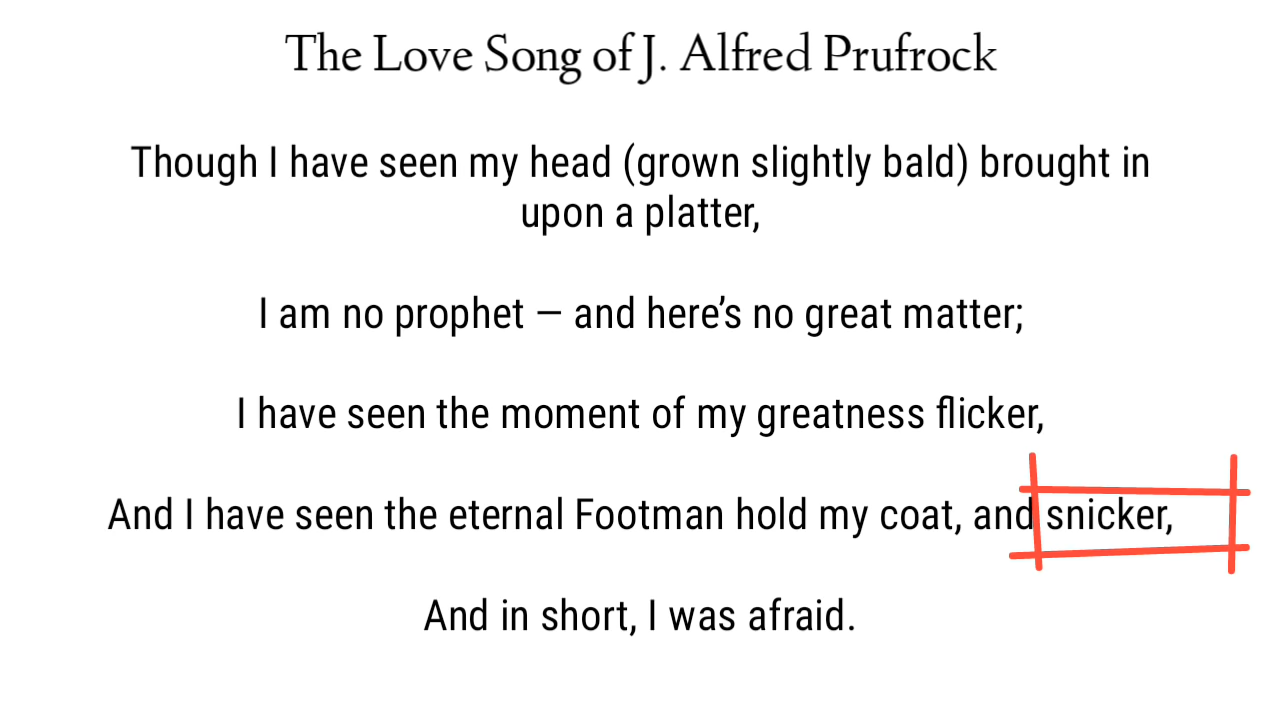 The Love Song of J. Alfred Prufrock
Though I have seen my head (grown slightly bald) brought in
upon a platter,
I am no prophet — and here’s no great matter;
I have seen the moment of my greatness flicker,
And I have seen the eternal Footman hold my coat, and snicker,
And in short, I was afraid.